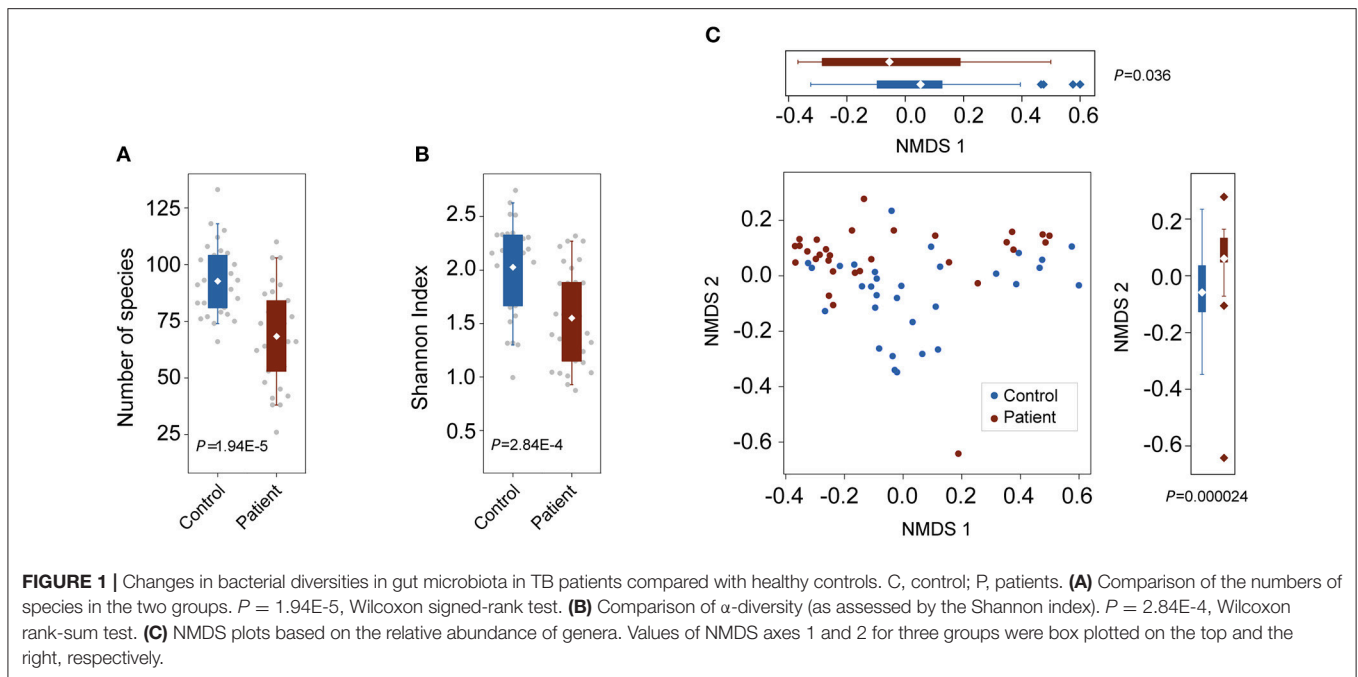 C
P=0.036
-0.4 -0.2 0.0 0.2 0.4 0.6
NMDS 1
A
Number of species
125
100
75
50
25
P=1.94E-5
Control
Patient
B
Shannon Index
2.5
2.0
1.5
1.0
0.5
P=2.84E-4
Control
Patient
NMDS 2
0.2
0.0
-0.2
-0.4
-0.6
Control
Patient
-0.4 -0.2 0.0 0.2 0.4 0.6
NMDS 1
NMDS 2
0.2
0.0
-0.2
-0.4
-0.6
P=0.000024
FIGURE 1 | Changes in bacterial diversities in gut microbiota in TB patients compared with healthy controls. C, control; P, patients. (A) Comparison of the numbers of
species in the two groups. P = 1.94E-5, Wilcoxon signed-rank test. (B) Comparison of α-diversity (as assessed by the Shannon index). P = 2.84E-4, Wilcoxon
rank-sum test. (C) NMDS plots based on the relative abundance of genera. Values of NMDS axes 1 and 2 for three groups were box plotted on the top and the
right, respectively.